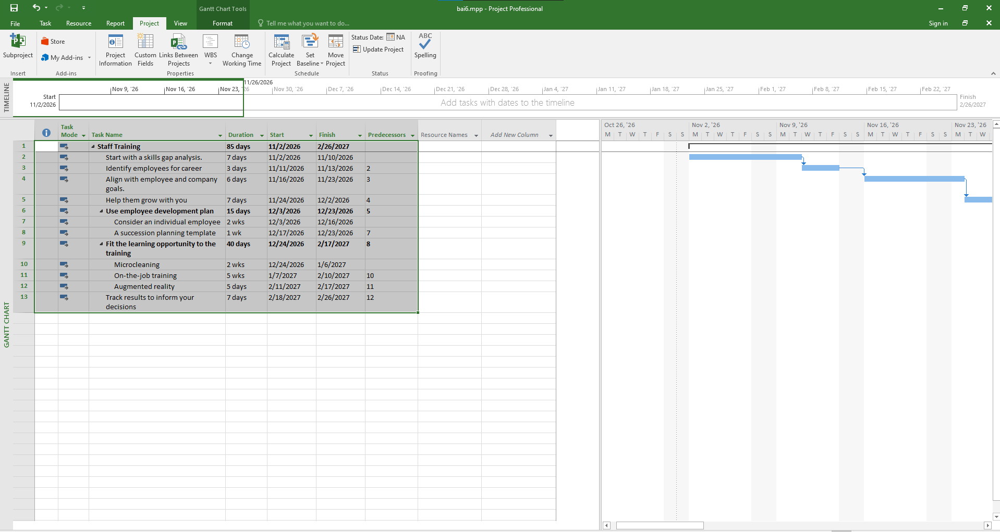 Gantt Chart Tools
bai6.mpp - Project Professional
File Task Resource Report Project View Format Tell me what you want to do...
Sign in
Subproject
Insert
Store
My Add-ins
Add-ins
Project Information
Custom Fields
Links Between Projects
WBS
Change Working Time
Properties
Calculate Project
Set Baseline
Move Project
Schedule
Status Date: NA
Update Project
Status
ABC
Spelling
Proofing
TIMELINE
11/26/2026
Nov 9, '26 Nov 16, '26 Nov 23, '26 Nov 30, '26 Dec 7, '26 Dec 14, '26 Dec 21, '26 Dec 28, '26 Jan 4, '27 Jan 11, '27 Jan 18, '27 Jan 25, '27 Feb 1, '27 Feb 8, '27 Feb 15, '27 Feb 22, '27
Start
11/2/2026
Add tasks with dates to the timeline
Finish
2/26/2027
GANTT CHART
Task Mode Task Name Duration Start Finish Predecessors Resource Names Add New Column
1 Staff Training 85 days 11/2/2026 2/26/2027
2 Start with a skills gap analysis. 7 days 11/2/2026 11/10/2026
3 Identify employees for career 3 days 11/11/2026 11/13/2026 2
4 Align with employee and company 6 days 11/16/2026 11/23/2026 3
goals.
5 Help them grow with you 7 days 11/24/2026 12/2/2026 4
6 Use employee development plan 15 days 12/3/2026 12/23/2026 5
7 Consider an individual employee 2 wks 12/3/2026 12/16/2026
8 A succession planning template 1 wk 12/17/2026 12/23/2026 7
9 Fit the learning opportunity to the 40 days 12/24/2026 2/17/2027 8
training
10 Microcleaning 2 wks 12/24/2026 1/6/2027
11 On-the-job training 5 wks 1/7/2027 2/10/2027 10
12 Augmented reality 5 days 2/11/2027 2/17/2027 11
13 Track results to inform your 7 days 2/18/2027 2/26/2027 12
decisions
Oct 26, '26 Nov 2, '26 Nov 9, '26 Nov 16, '26 Nov 23, '26
M T W T F S S M T W T F S S M T W T F S S M T W T F S S M T W